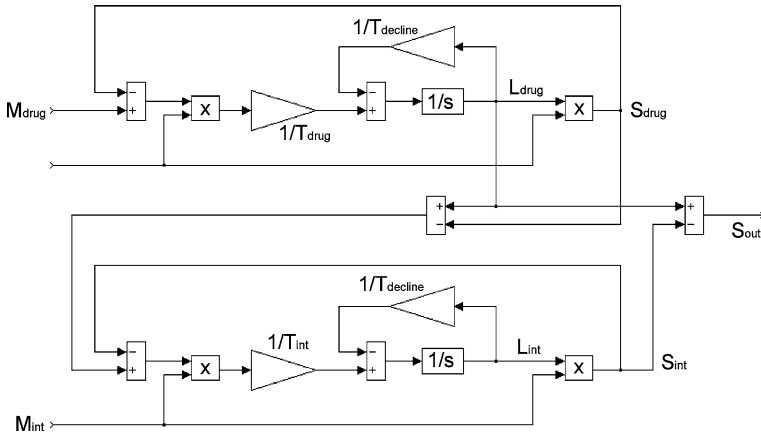 1/Tdecline
−
+
Mdrug
X
1/Tdrug
−
+
1/s
Ldrug
X
Sdrug
+
−
+
−
Sout
1/Tdecline
−
+
X
1/Tint
−
+
1/s
Lint
X
Sint
Mint